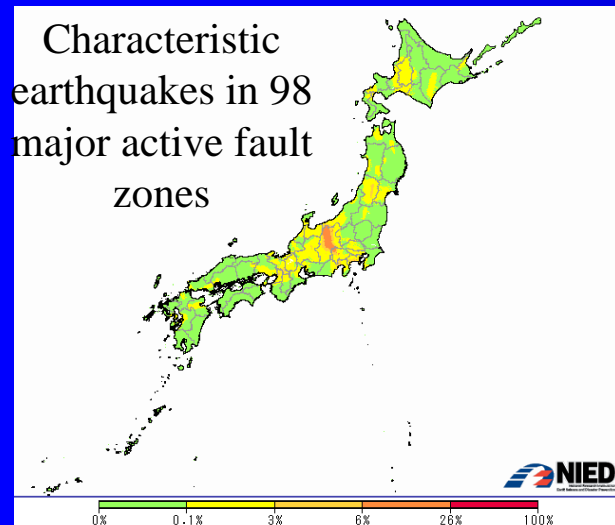 Characteristic
earthquakes in 98
major active fault
zones
NIED
0% 0.1% 3% 6% 26% 100%